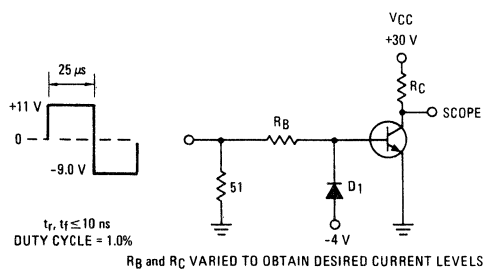 VCC
+30 V
25 μs
RC
+11 V
SCOPE
RB
0
-9.0 V
51
D1
-4 V
tr, tf ≤ 10 ns
DUTY CYCLE = 1.0%
RB and RC VARIED TO OBTAIN DESIRED CURRENT LEVELS